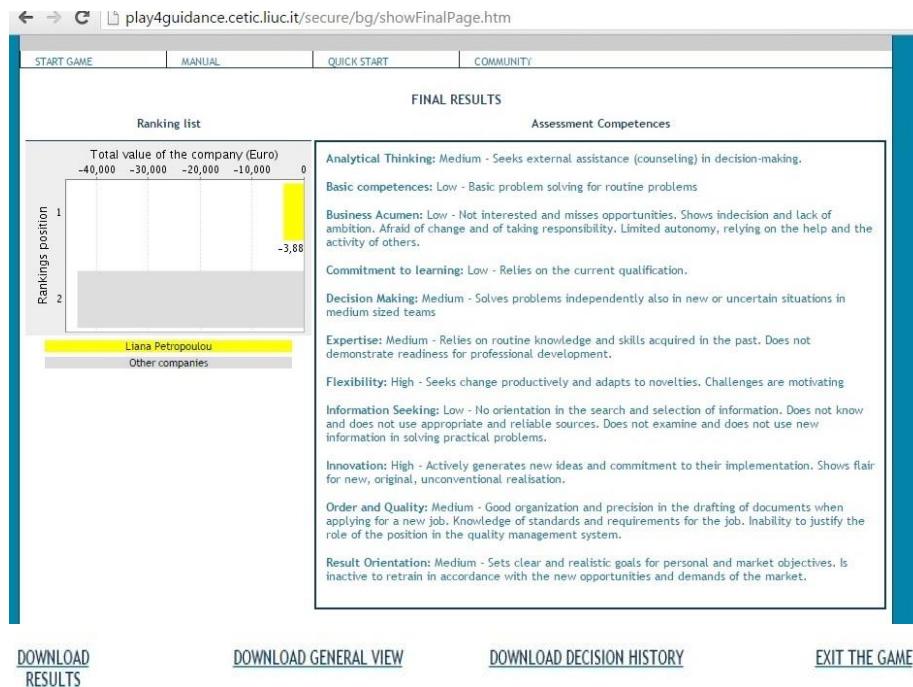 play4guidance.cetic.liuc.it/secure/bg/showFinalPage.htm
START GAME MANUAL QUICK START COMMUNITY
FINAL RESULTS
Ranking list
Total value of the company (Euro)
-40,000 -30,000 -20,000 -10,000 0
Rankings position
1
-3,88
2
Liana Petropoulou
Other companies
Assessment Competences
Analytical Thinking: Medium - Seeks external assistance (counseling) in decision-making.
Basic competences: Low - Basic problem solving for routine problems
Business Acumen: Low - Not interested and misses opportunities. Shows indecision and lack of
ambition. Afraid of change and of taking responsibility. Limited autonomy, relying on the help and the
activity of others.
Commitment to learning: Low - Relies on the current qualification.
Decision Making: Medium - Solves problems independently also in new or uncertain situations in
medium sized teams
Expertise: Medium - Relies on routine knowledge and skills acquired in the past. Does not
demonstrate readiness for professional development.
Flexibility: High - Seeks change productively and adapts to novelties. Challenges are motivating
Information Seeking: Low - No orientation in the search and selection of information. Does not know
and does not use appropriate and reliable sources. Does not examine and does not use new
information in solving practical problems.
Innovation: High - Actively generates new ideas and commitment to their implementation. Shows flair
for new, original, unconventional realisation.
Order and Quality: Medium - Good organization and precision in the drafting of documents when
applying for a new job. Knowledge of standards and requirements for the job. Inability to justify the
role of the position in the quality management system.
Result Orientation: Medium - Sets clear and realistic goals for personal and market objectives. Is
inactive to retrain in accordance with the new opportunities and demands of the market.
DOWNLOAD
RESULTS
DOWNLOAD GENERAL VIEW
DOWNLOAD DECISION HISTORY
EXIT THE GAME